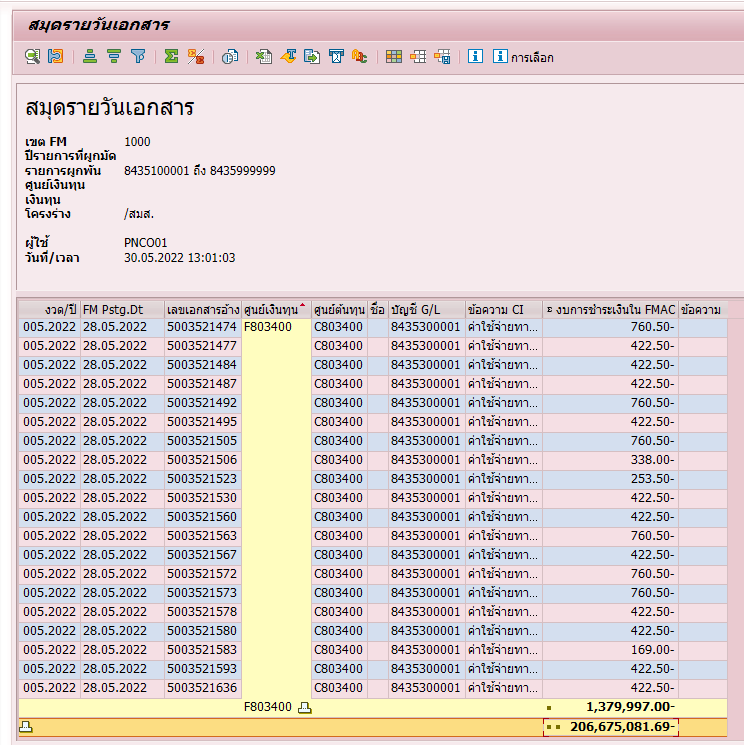 สมุดรายวันเอกสาร
การเลือก
สมุดรายวันเอกสาร
เขต FM 1000
ปีรายการที่ผูกมัด
รายการผูกพัน 8435100001 ถึง 8435999999
ศูนย์เงินทุน
เงินทุน
โครงร่าง /สมส.
ผู้ใช้ PNCO01
วันที่/เวลา 30.05.2022 13:01:03
งวด/ปี FM Pstg.Dt เลขเอกสารอ้าง ศูนย์เงินทุน ศูนย์ต้นทุน ชื่อ บัญชี G/L ข้อความ CI Σ งบการชำระเงินใน FMAC ข้อความ
005.2022 28.05.2022 5003521474 F803400 C803400 8435300001 ค่าใช้จ่ายทา... 760.50-
005.2022 28.05.2022 5003521477 C803400 8435300001 ค่าใช้จ่ายทา... 422.50-
005.2022 28.05.2022 5003521484 C803400 8435300001 ค่าใช้จ่ายทา... 422.50-
005.2022 28.05.2022 5003521487 C803400 8435300001 ค่าใช้จ่ายทา... 422.50-
005.2022 28.05.2022 5003521492 C803400 8435300001 ค่าใช้จ่ายทา... 760.50-
005.2022 28.05.2022 5003521495 C803400 8435300001 ค่าใช้จ่ายทา... 422.50-
005.2022 28.05.2022 5003521505 C803400 8435300001 ค่าใช้จ่ายทา... 760.50-
005.2022 28.05.2022 5003521506 C803400 8435300001 ค่าใช้จ่ายทา... 338.00-
005.2022 28.05.2022 5003521523 C803400 8435300001 ค่าใช้จ่ายทา... 253.50-
005.2022 28.05.2022 5003521530 C803400 8435300001 ค่าใช้จ่ายทา... 422.50-
005.2022 28.05.2022 5003521560 C803400 8435300001 ค่าใช้จ่ายทา... 422.50-
005.2022 28.05.2022 5003521563 C803400 8435300001 ค่าใช้จ่ายทา... 760.50-
005.2022 28.05.2022 5003521567 C803400 8435300001 ค่าใช้จ่ายทา... 422.50-
005.2022 28.05.2022 5003521572 C803400 8435300001 ค่าใช้จ่ายทา... 760.50-
005.2022 28.05.2022 5003521573 C803400 8435300001 ค่าใช้จ่ายทา... 760.50-
005.2022 28.05.2022 5003521578 C803400 8435300001 ค่าใช้จ่ายทา... 422.50-
005.2022 28.05.2022 5003521580 C803400 8435300001 ค่าใช้จ่ายทา... 422.50-
005.2022 28.05.2022 5003521583 C803400 8435300001 ค่าใช้จ่ายทา... 169.00-
005.2022 28.05.2022 5003521593 C803400 8435300001 ค่าใช้จ่ายทา... 422.50-
005.2022 28.05.2022 5003521636 C803400 8435300001 ค่าใช้จ่ายทา... 422.50-
F803400 1,379,997.00-
206,675,081.69-